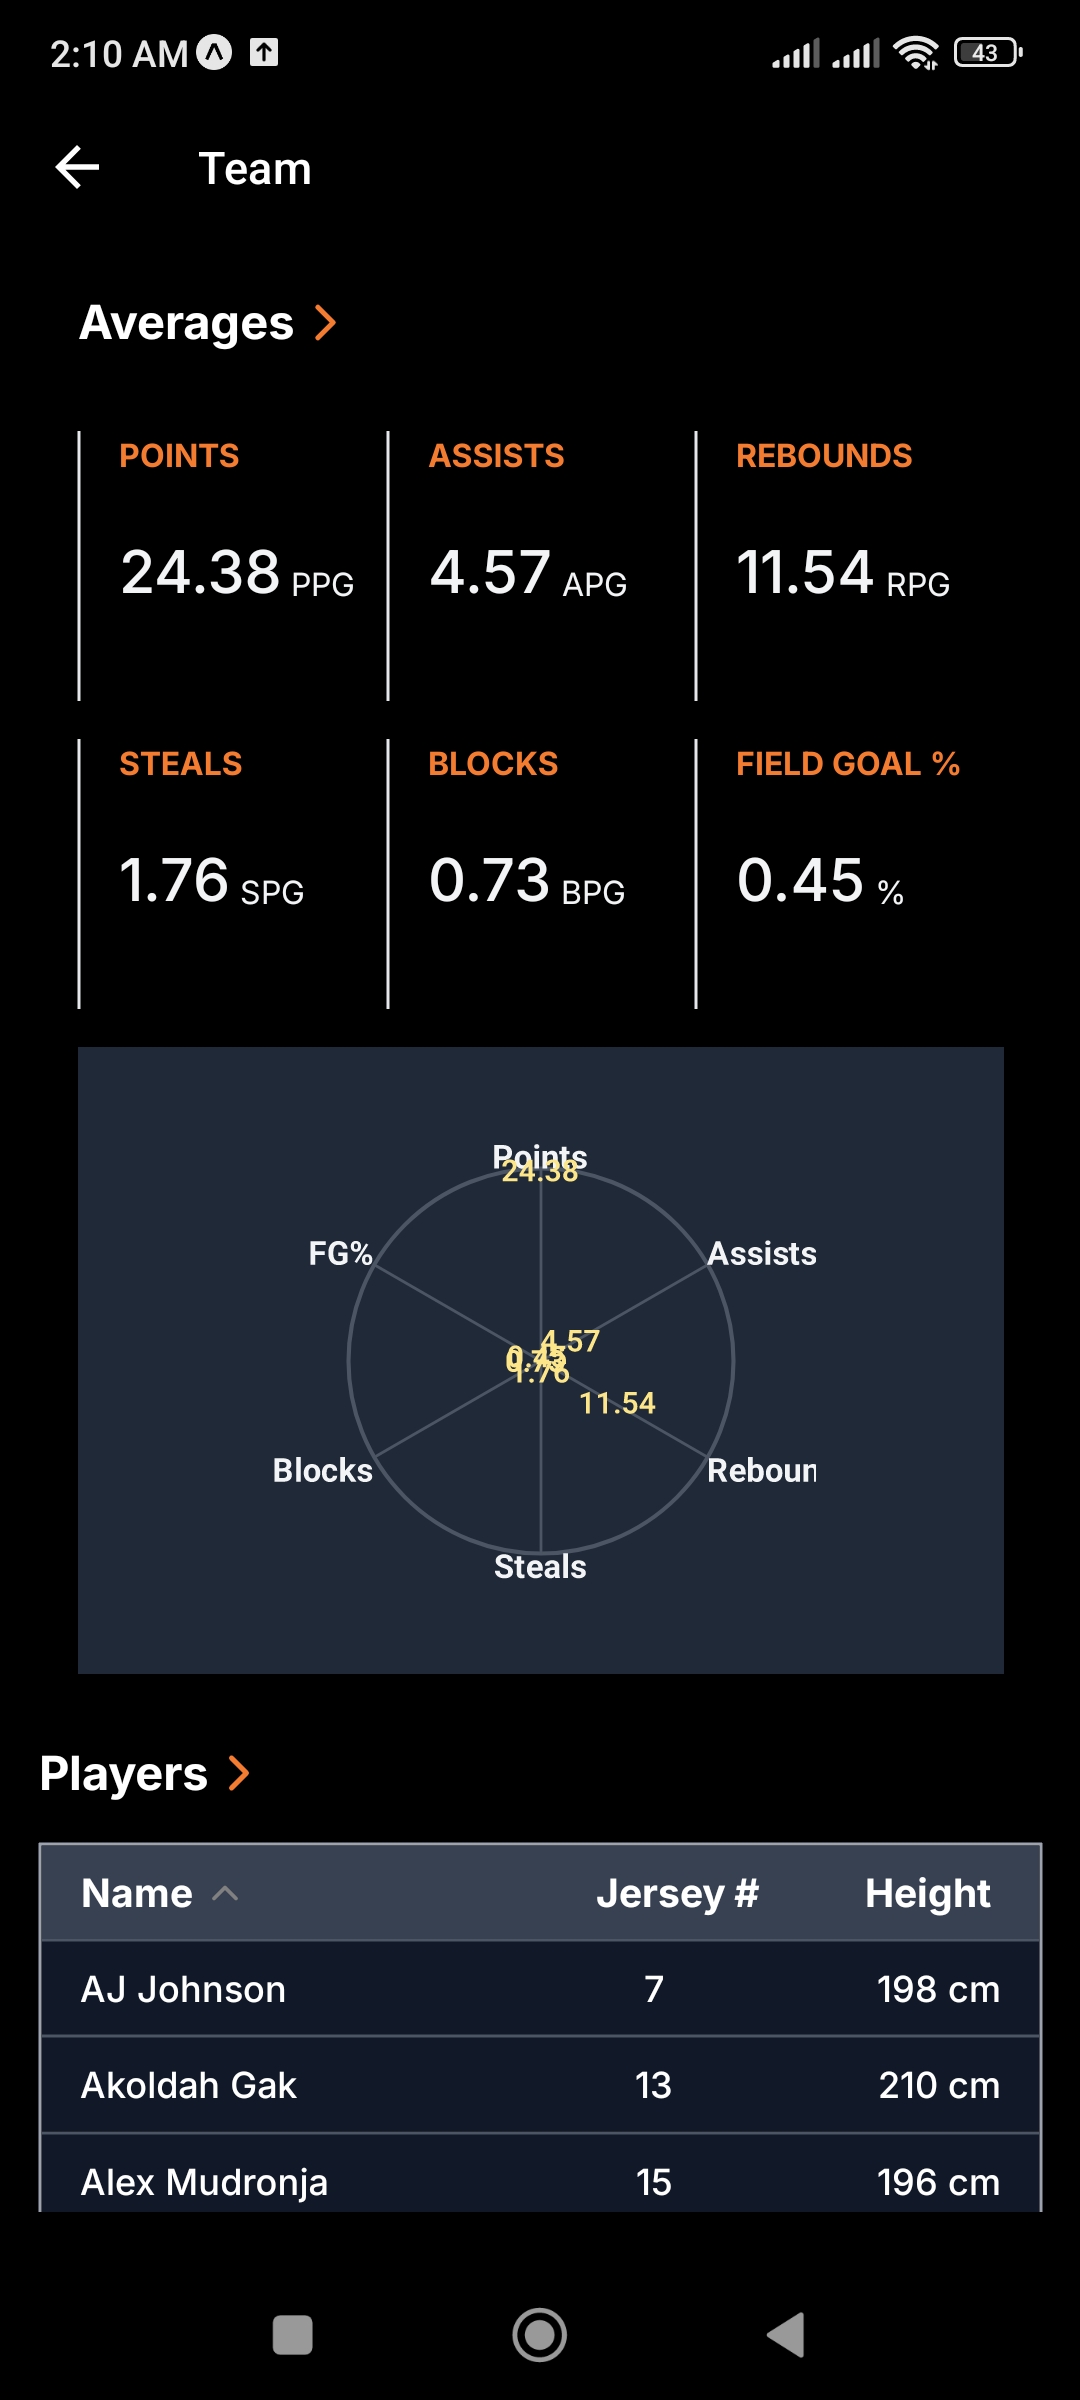 2:10 AM 43
Team
Averages
POINTS ASSISTS REBOUNDS
24.38 PPG 4.57 APG 11.54 RPG
STEALS BLOCKS FIELD GOAL %
1.76 SPG 0.73 BPG 0.45 %
Points
24.38
FG% Assists
4.57
0.45
1.76
11.54
Blocks Reboun
Steals
Players
Name Jersey # Height
AJ Johnson 7 198 cm
Akoldah Gak 13 210 cm
Alex Mudronja 15 196 cm